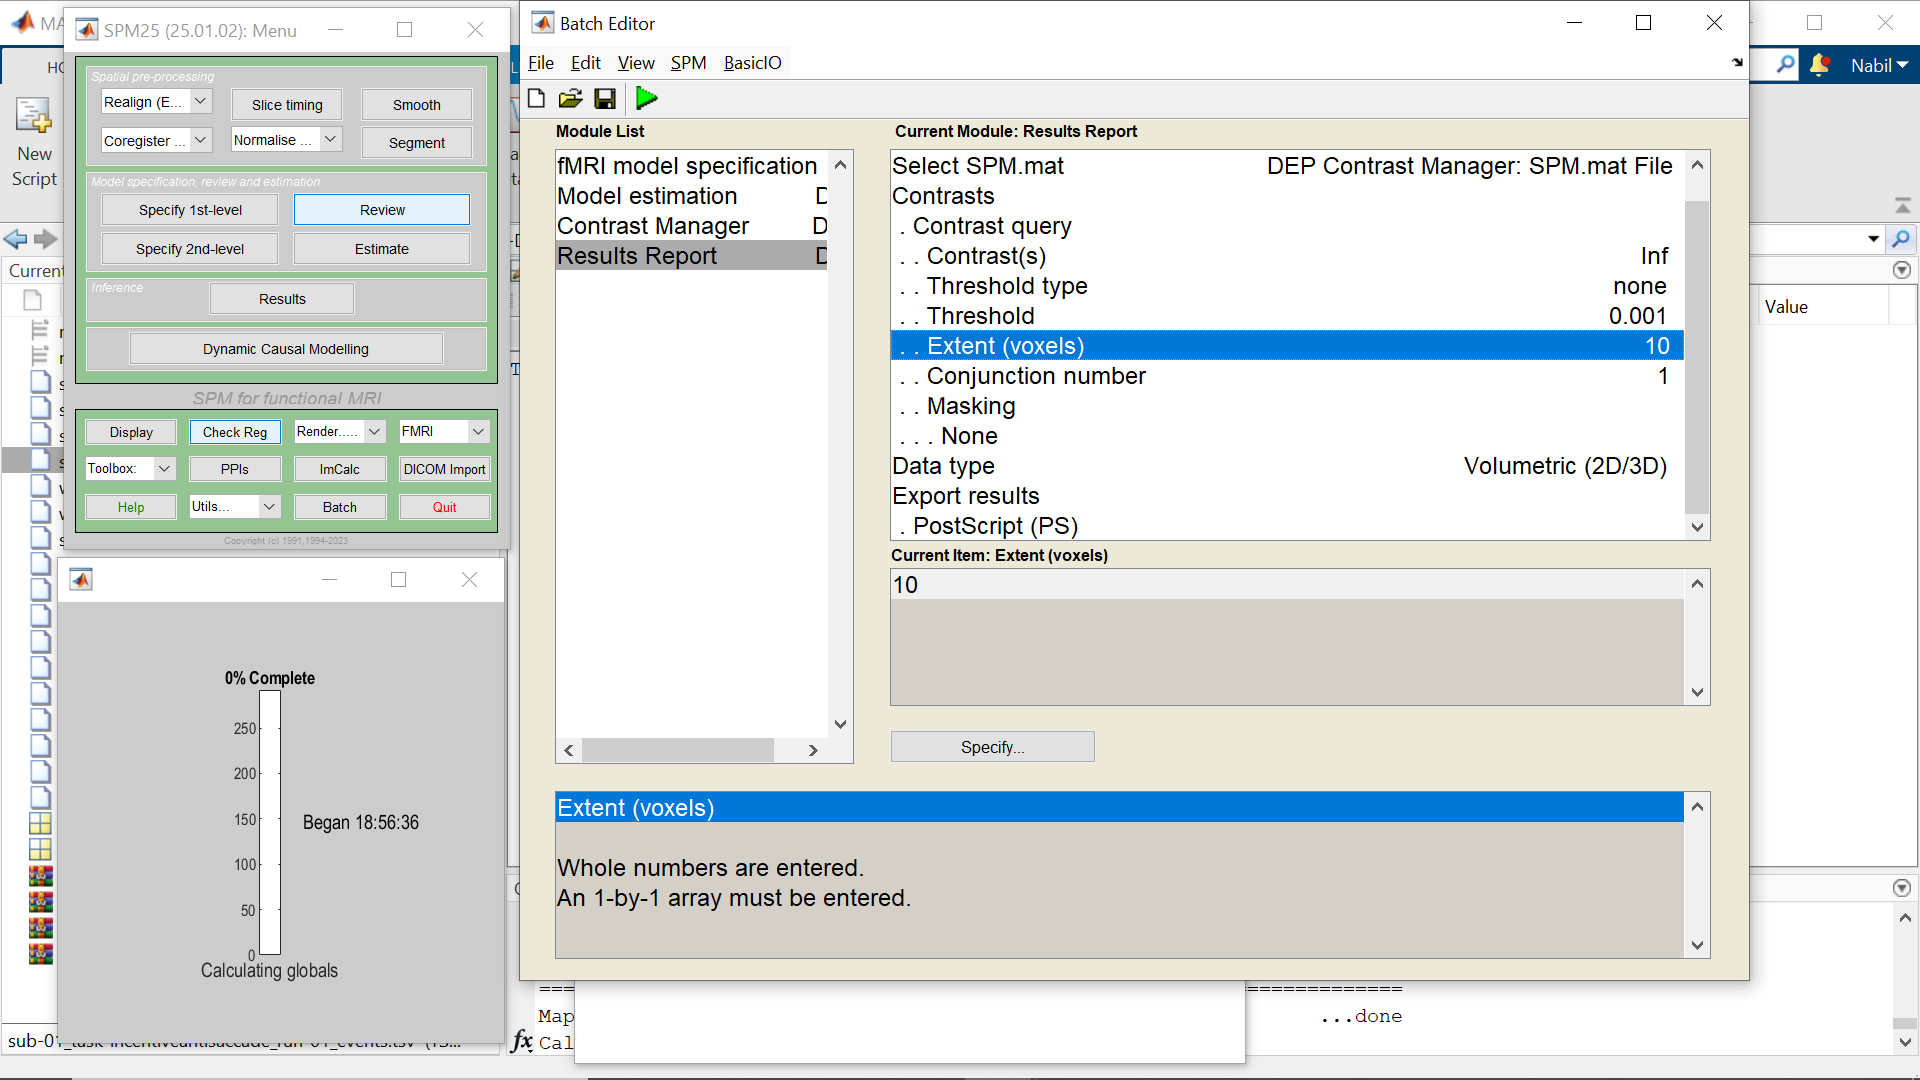 MA
SPM25 (25.01.02): Menu
Batch Editor
HO
Nabil
File Edit View SPM BasicIO
Spatial pre-processing
Realign (E...
Slice timing
Smooth
Coregister ...
Normalise ...
Segment
Model specification, review and estimation
Specify 1st-level
Review
Specify 2nd-level
Estimate
Inference
Results
Dynamic Causal Modelling
SPM for functional MRI
Display
Check Reg
Render.....
FMRI
Toolbox:
PPIs
ImCalc
DICOM Import
Help
Utils...
Batch
Quit
Copyright (c) 1991,1994-2023
New
Script
Current
Module List
fMRI model specification
Model estimation D
Contrast Manager D
Results Report D
Current Module: Results Report
Select SPM.mat DEP Contrast Manager: SPM.mat File
Contrasts
. Contrast query
. . Contrast(s) Inf
. . Threshold type none
. . Threshold 0.001
. . Extent (voxels) 10
. . Conjunction number 1
. . Masking
. . . None
Data type Volumetric (2D/3D)
Export results
. PostScript (PS)
Current Item: Extent (voxels)
10
Specify...
Extent (voxels)
Whole numbers are entered.
An 1-by-1 array must be entered.
Value
0% Complete
250
200
150
100
50
0
Began 18:56:36
Calculating globals
Map ...done
fx Cal